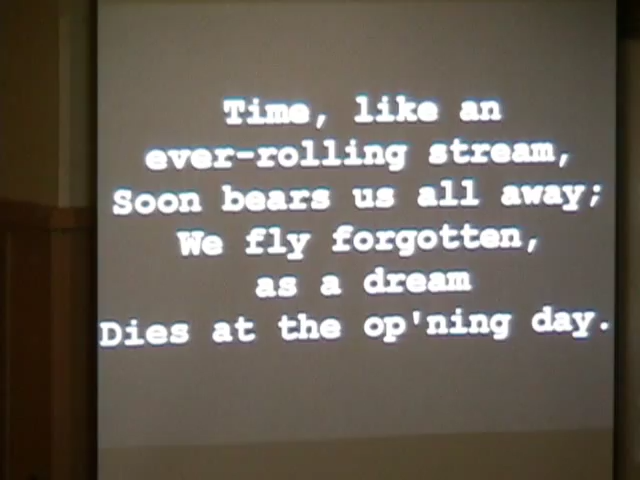 Time, like an
ever-rolling stream,
Soon bears us all away;
We fly forgotten,
as a dream
Dies at the op'ning day.